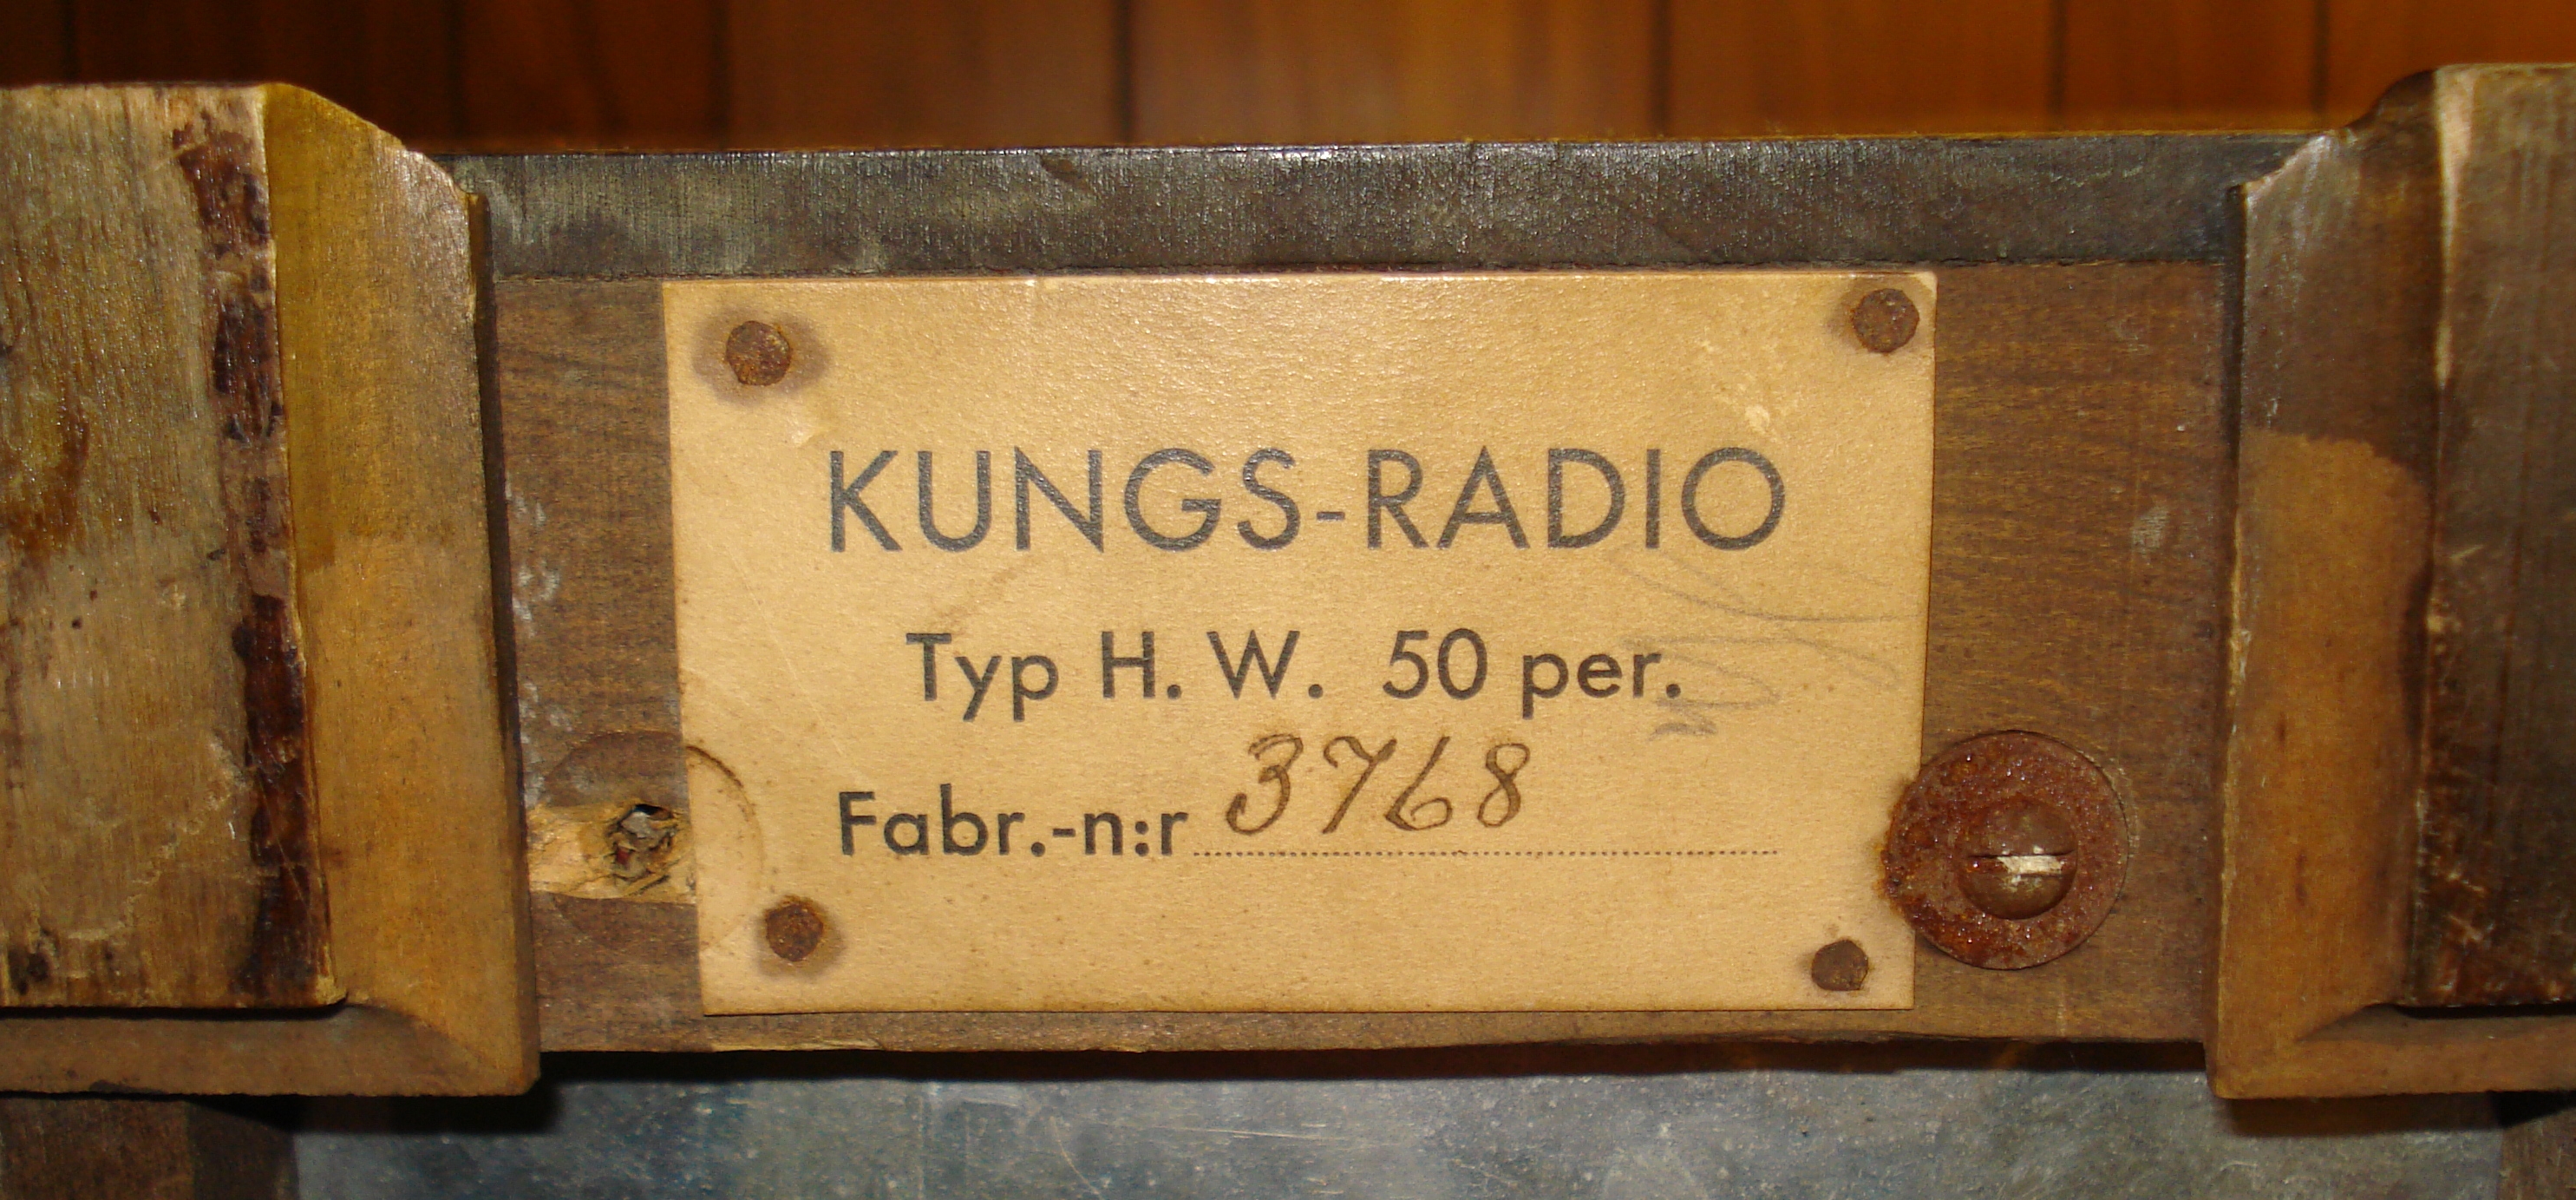 KUNGS-RADIO
Typ H. W. 50 per.
Fabr.-n:r 3768